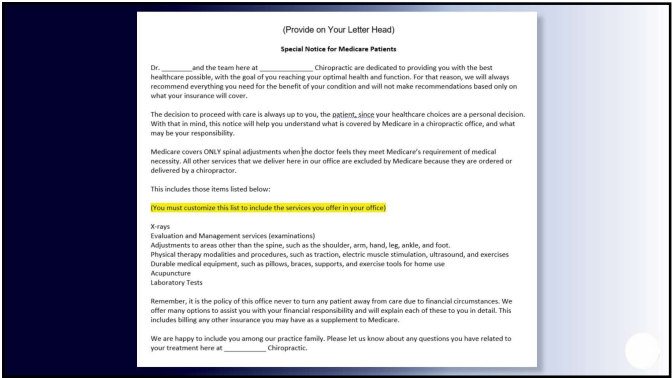 (Provide on Your Letter Head)
Special Notice for Medicare Patients
Dr. ________and the team here at ______________ Chiropractic are dedicated to providing you with the best
healthcare possible, with the goal of you reaching your optimal health and function. For that reason, we will always
recommend everything you need for the benefit of your condition and will not make recommendations based only on
what your insurance will cover.
The decision to proceed with care is always up to you, the patient, since your healthcare choices are a personal decision.
With that in mind, this notice will help you understand what is covered by Medicare in a chiropractic office, and what
may be your responsibility.
Medicare covers ONLY spinal adjustments when the doctor feels they meet Medicare's requirement of medical
necessity. All other services that we deliver here in our office are excluded by Medicare because they are ordered or
delivered by a chiropractor.
This includes those items listed below:
(You must customize this list to include the services you offer in your office)
X-rays
Evaluation and Management services (examinations)
Adjustments to areas other than the spine, such as the shoulder, arm, hand, leg, ankle, and foot.
Physical therapy modalities and procedures, such as traction, electric muscle stimulation, ultrasound, and exercises
Durable medical equipment, such as pillows, braces, supports, and exercise tools for home use
Acupuncture
Laboratory Tests
Remember, it is the policy of this office never to turn any patient away from care due to financial circumstances. We
offer many options to assist you with your financial responsibility and will explain each of these to you in detail. This
includes billing any other insurance you may have as a supplement to Medicare.
We are happy to include you among our practice family. Please let us know about any questions you have related to
your treatment here at ___________ Chiropractic.